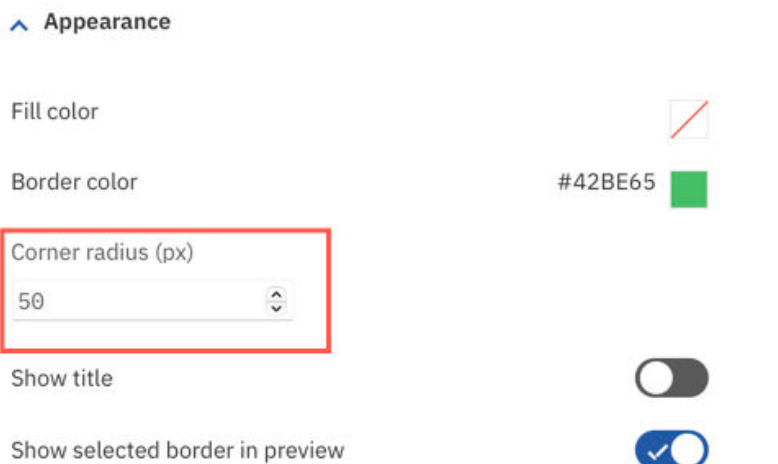 Appearance
Fill color
Border color #42BE65
Corner radius (px)
50
Show title
Show selected border in preview